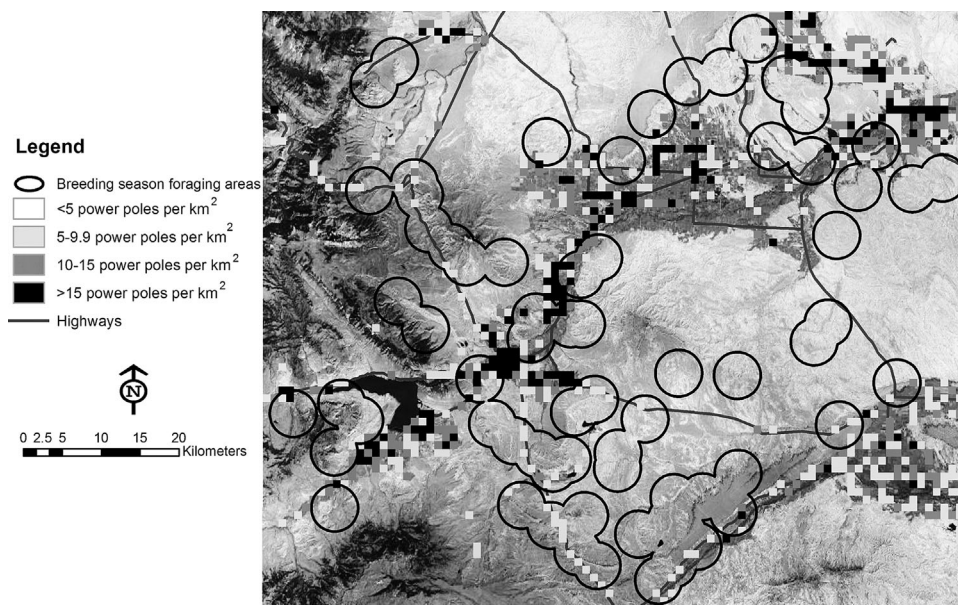 Legend
Breeding season foraging areas
<5 power poles per km²
5-9.9 power poles per km²
10-15 power poles per km²
>15 power poles per km²
Highways
N
0 2.5 5 10 15 20
Kilometers